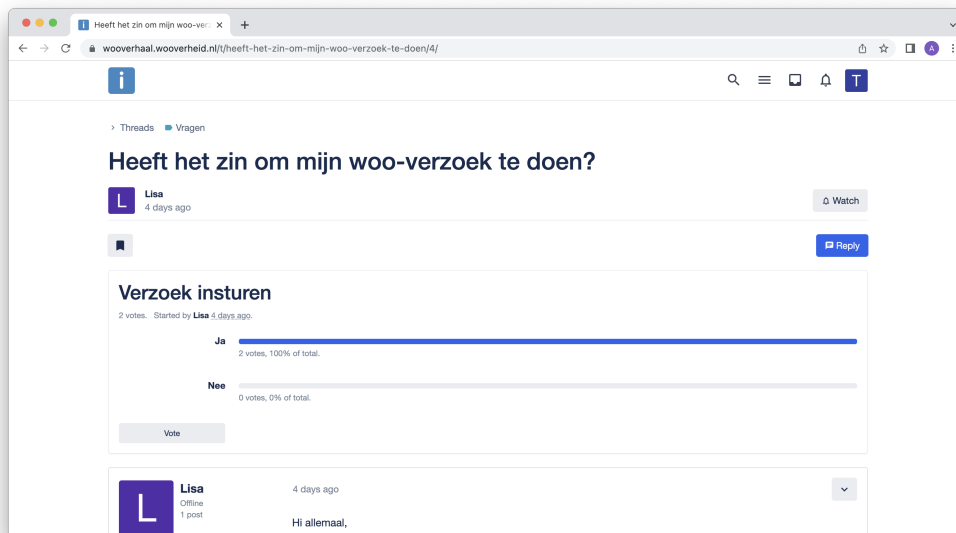 Heeft het zin om mijn woo-ver
wooverhaal.wooverheid.nl/t/heeft-het-zin-om-mijn-woo-verzoek-te-doen/4/
A
i
T
Threads Vragen
Heeft het zin om mijn woo-verzoek te doen?
L
Lisa
4 days ago
Watch
Reply
Verzoek insturen
2 votes. Started by Lisa 4 days ago.
Ja
2 votes, 100% of total.
Nee
0 votes, 0% of total.
Vote
L
Lisa
Offline
1 post
4 days ago
Hi allemaal,